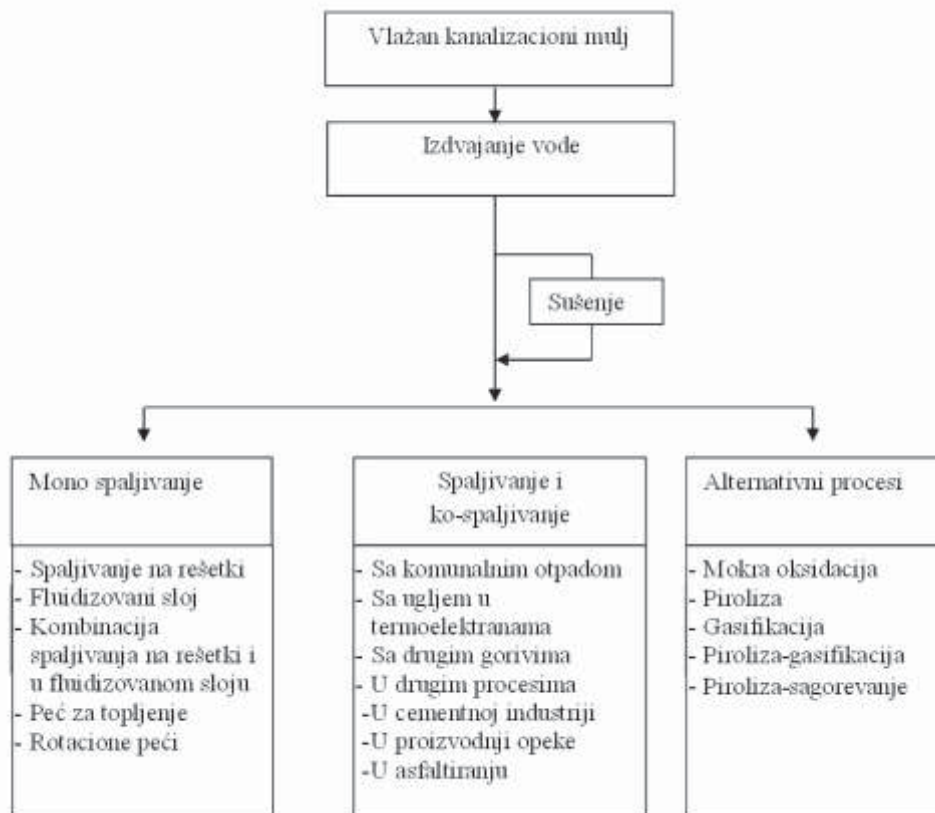 Vlažan kanalizacioni mulj
Izdvajanje vode
Sušenje
Mono spaljivanje
- Spaljivanje na rešetki
- Fluidizovani sloj
- Kombinacija
spaljivanja na rešetki i
u fluidizovanom sloju
- Peć za topljenje
- Rotacione peći
Spaljivanje i
ko-spaljivanje
- Sa komunalnim otpadom
- Sa ugljem u
termoelektranama
- Sa drugim gorivima
- U drugim procesima
-U cementnoj industriji
-U proizvodnji opeke
-U asfaltiranju
Alternativni procesi
- Mokra oksidacija
- Piroliza
- Gasifikacija
- Piroliza-gasifikacija
- Piroliza-sagorevanje